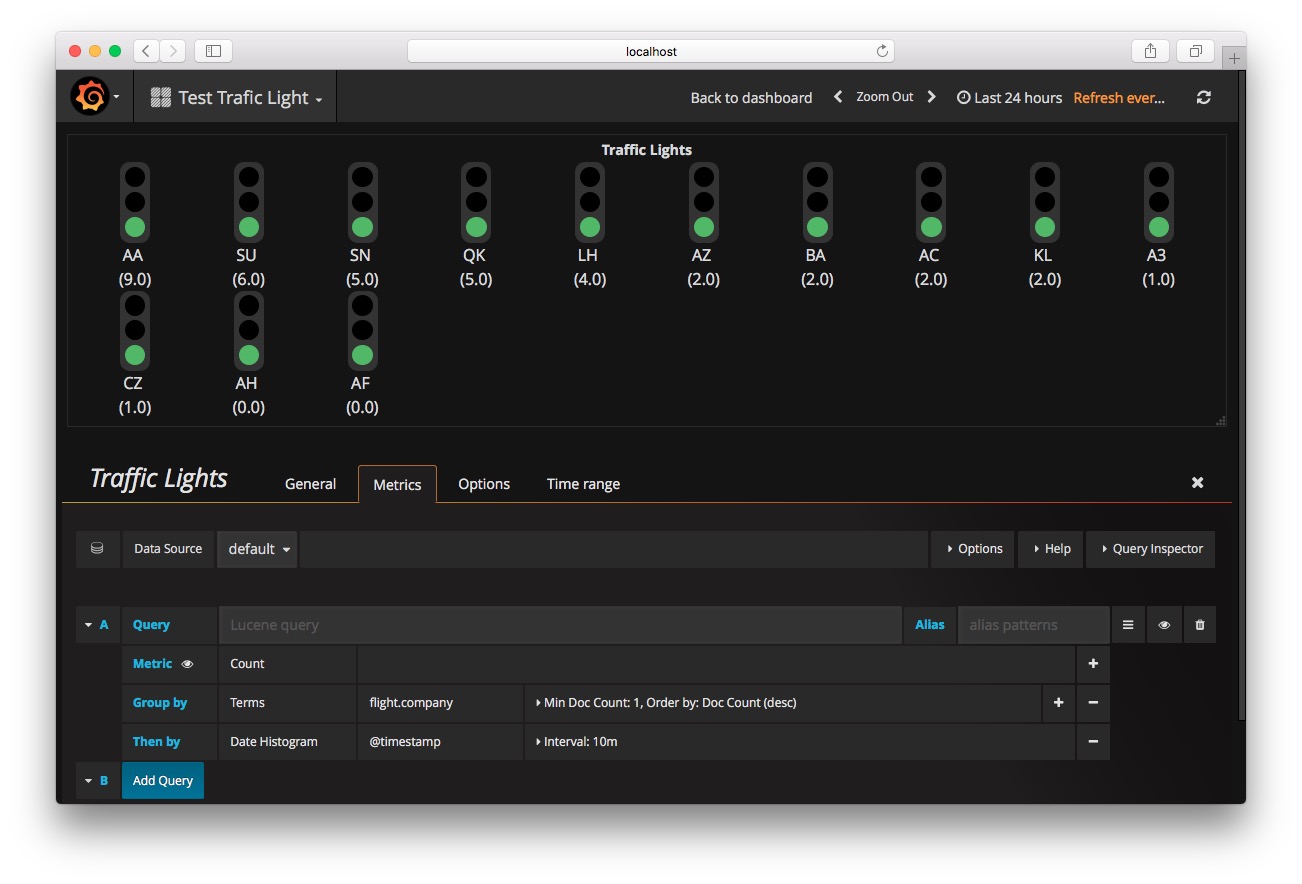 localhost
Test Trafic Light
Back to dashboard Zoom Out Last 24 hours Refresh ever...
Traffic Lights
AA SU SN QK LH AZ BA AC KL A3
(9.0) (6.0) (5.0) (5.0) (4.0) (2.0) (2.0) (2.0) (2.0) (1.0)
CZ AH AF
(1.0) (0.0) (0.0)
Traffic Lights General Metrics Options Time range
Data Source default Options Help Query Inspector
A Query Lucene query Alias alias patterns
Metric Count
Group by Terms flight.company Min Doc Count: 1, Order by: Doc Count (desc)
Then by Date Histogram @timestamp Interval: 10m
B Add Query